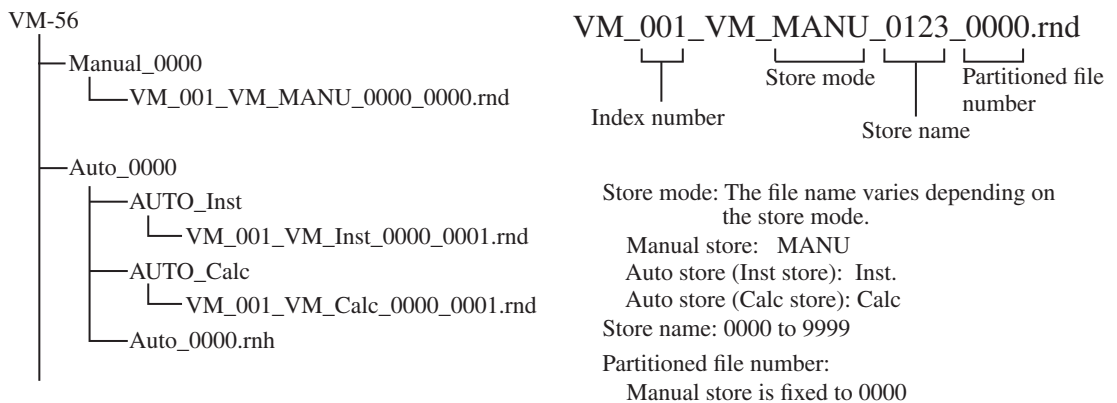 VM-56
Manual_0000
VM_001_VM_MANU_0000_0000.rnd
Auto_0000
AUTO_Inst
VM_001_VM_Inst_0000_0001.rnd
AUTO_Calc
VM_001_VM_Calc_0000_0001.rnd
Auto_0000.rnh
VM_001_VM_MANU_0123_0000.rnd
Store mode
Partitioned file
number
Index number
Store name
Store mode: The file name varies depending on
the store mode.
Manual store: MANU
Auto store (Inst store): Inst.
Auto store (Calc store): Calc
Store name: 0000 to 9999
Partitioned file number:
Manual store is fixed to 0000